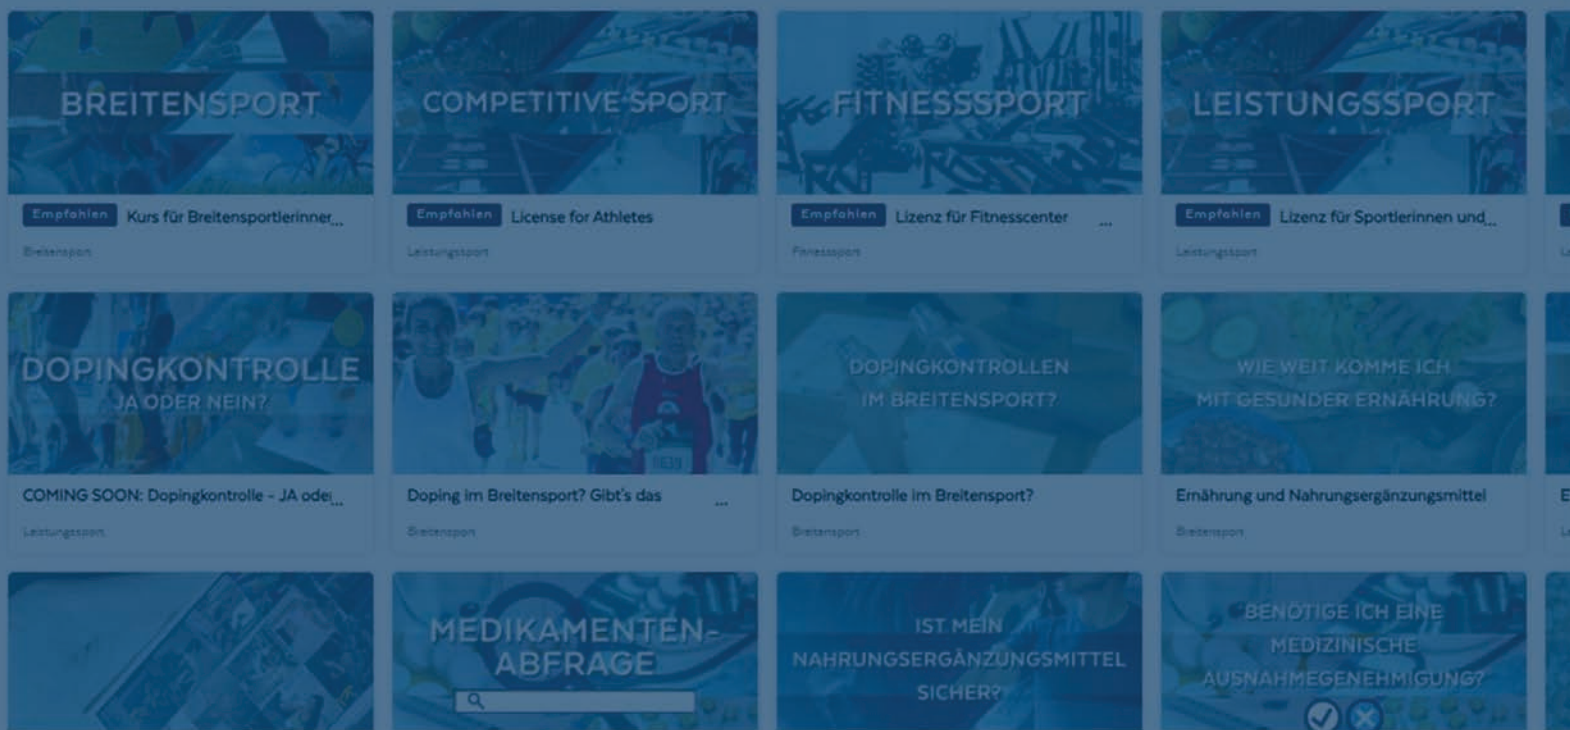 BREITENSPORT
COMPETITIVE SPORT
FITNESSSPORT
LEISTUNGSSPORT
Empfohlen Kurs für Breitensportlerinner...
Empfohlen License for Athletes
Empfohlen Lizenz für Fitnesscenter ...
Empfohlen Lizenz für Sportlerinnen und...
Breitensport
Leistungssport
Fitnesssport
Leistungssport
DOPINGKONTROLLE
JA ODER NEIN?
DOPINGKONTROLLEN
IM BREITENSPORT?
WIE WEIT KOMME ICH
MIT GESUNDER ERNÄHRUNG?
COMING SOON: Dopingkontrolle - JA oder...
Doping im Breitensport? Gibt's das ...
Dopingkontrolle im Breitensport?
Ernährung und Nahrungsergänzungsmittel
E
Leistungssport
Breitensport
Breitensport
Breitensport
MEDIKAMENTEN-
ABFRAGE
IST MEIN
NAHRUNGSERGÄNZUNGSMITTEL
SICHER?
BENÖTIGE ICH EINE
MEDIZINISCHE
AUSNAHMEGENEHMIGUNG?